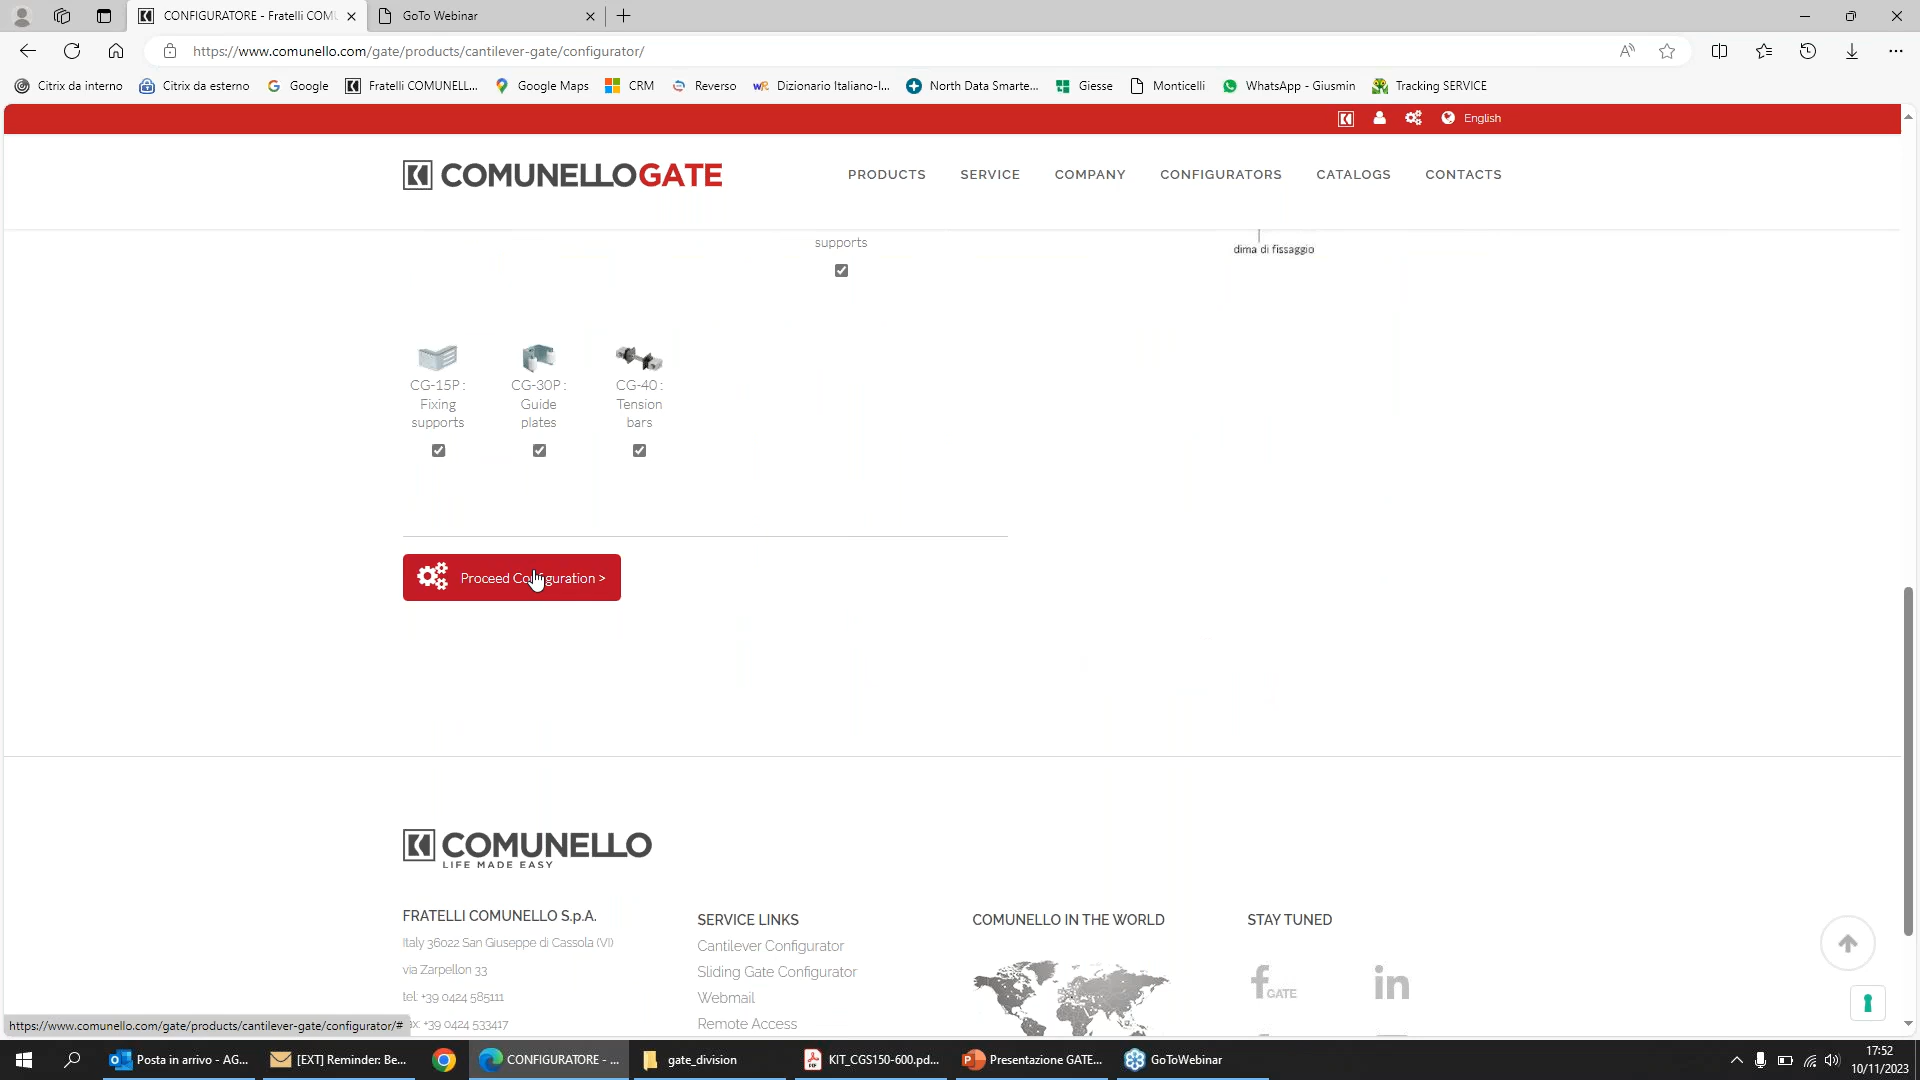 CONFIGURATORE - Fratelli COMU
GoTo Webinar
https://www.comunello.com/gate/products/cantilever-gate/configurator/
Citrix da interno
Citrix da esterno
Google
Fratelli COMUNELL...
Google Maps
CRM
Reverso
Dizionario Italiano-I...
North Data Smarte...
Giesse
Monticelli
WhatsApp - Giusmin
Tracking SERVICE
English
COMUNELLOGATE
PRODUCTS
SERVICE
COMPANY
CONFIGURATORS
CATALOGS
CONTACTS
supports
dima di fissaggio
CG-15P :
Fixing
supports
CG-30P :
Guide
plates
CG-40 :
Tension
bars
Proceed Configuration >
COMUNELLO
LIFE MADE EASY
FRATELLI COMUNELLO S.p.A.
Italy 36022 San Giuseppe di Cassola (VI)
via Zarpellon 33
tel: +39 0424 585111
+39 0424 533417
SERVICE LINKS
Cantilever Configurator
Sliding Gate Configurator
Webmail
Remote Access
COMUNELLO IN THE WORLD
STAY TUNED
GATE
https://www.comunello.com/gate/products/cantilever-gate/configurator/#
Posta in arrivo - AG...
[EXT] Reminder: Be...
CONFIGURATORE - ...
gate_division
KIT_CGS150-600.pd...
Presentazione GATE...
GoToWebinar
17:52
10/11/2023